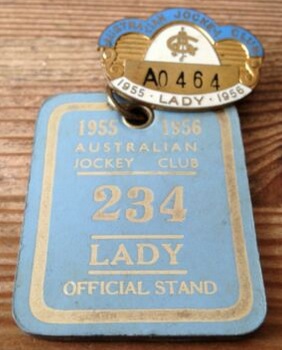 AUSTRALIAN JOCKEY CLUB
AJC
A0464
1955 · LADY · 1956
1955 1956
AUSTRALIAN
JOCKEY CLUB
234
LADY
OFFICIAL STAND